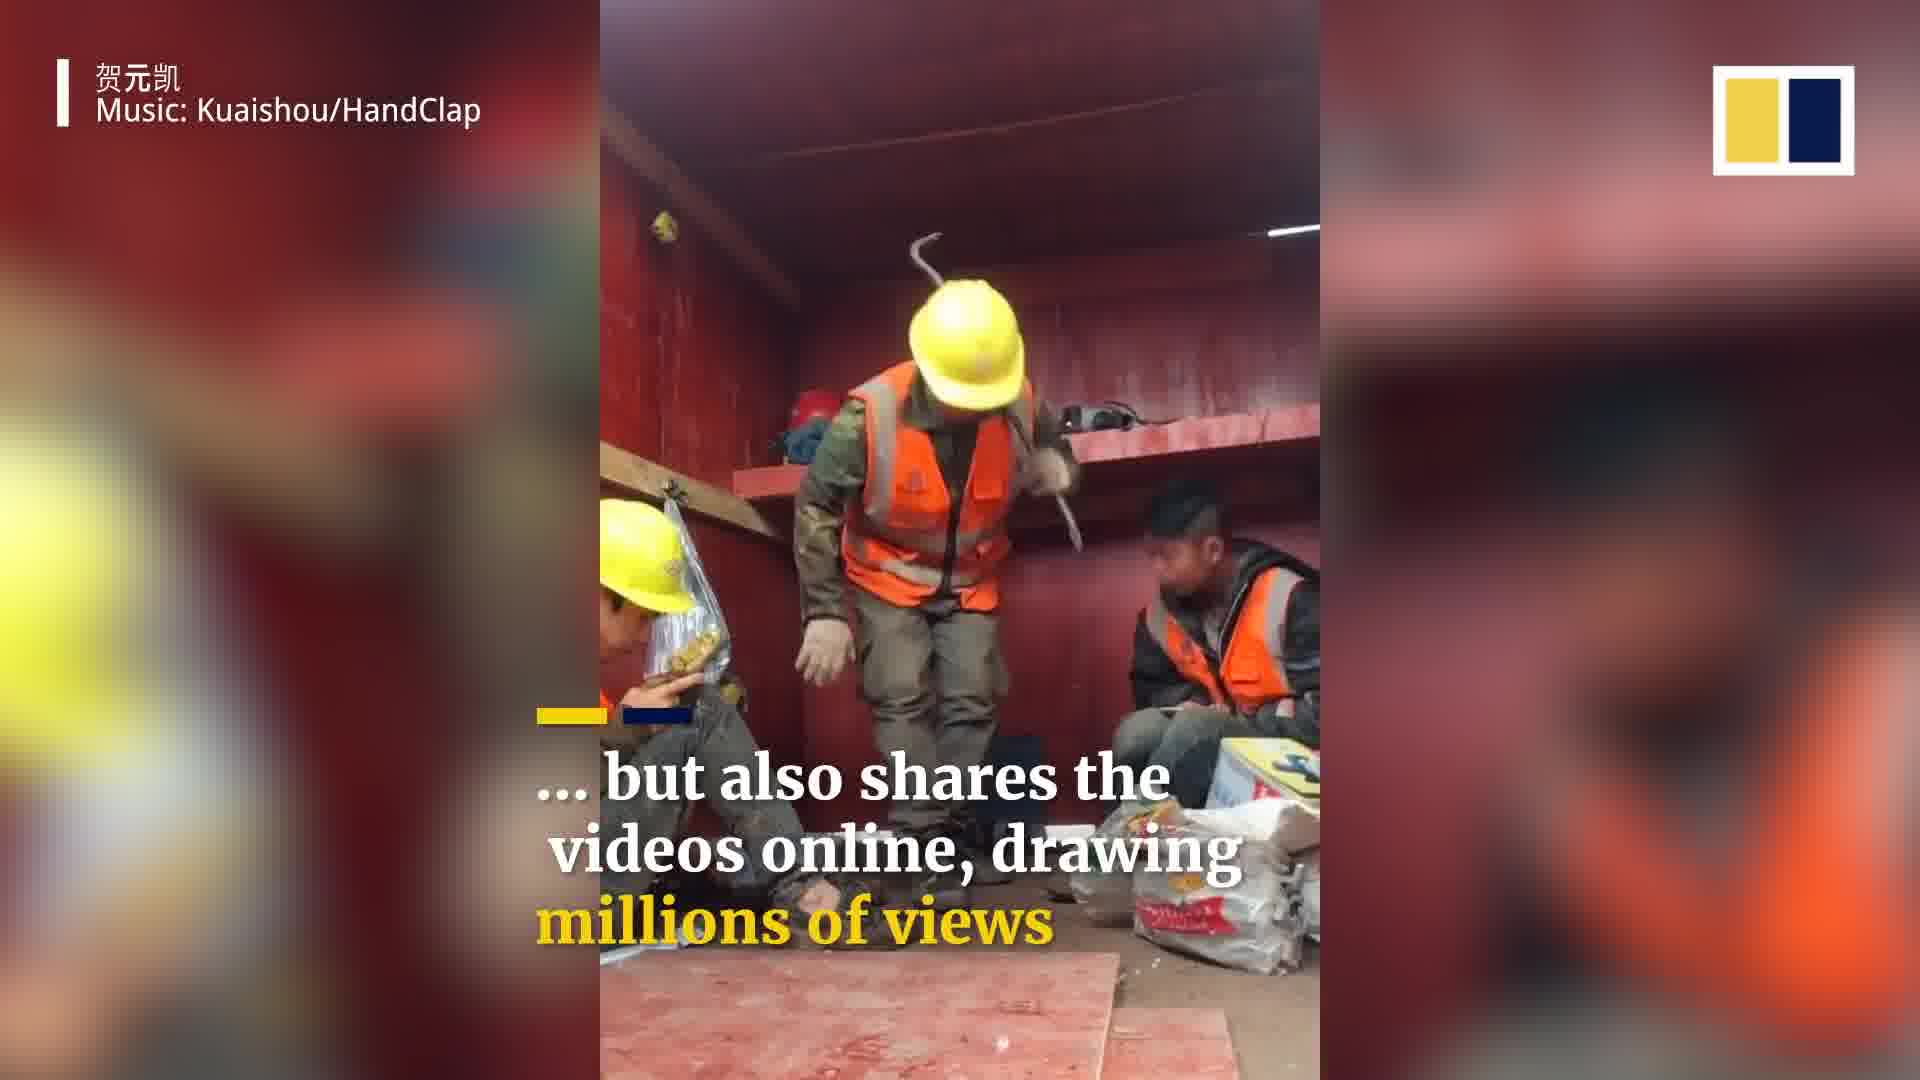 贺元凯
Music: Kuaishou/HandClap
... but also shares the
videos online, drawing
millions of views